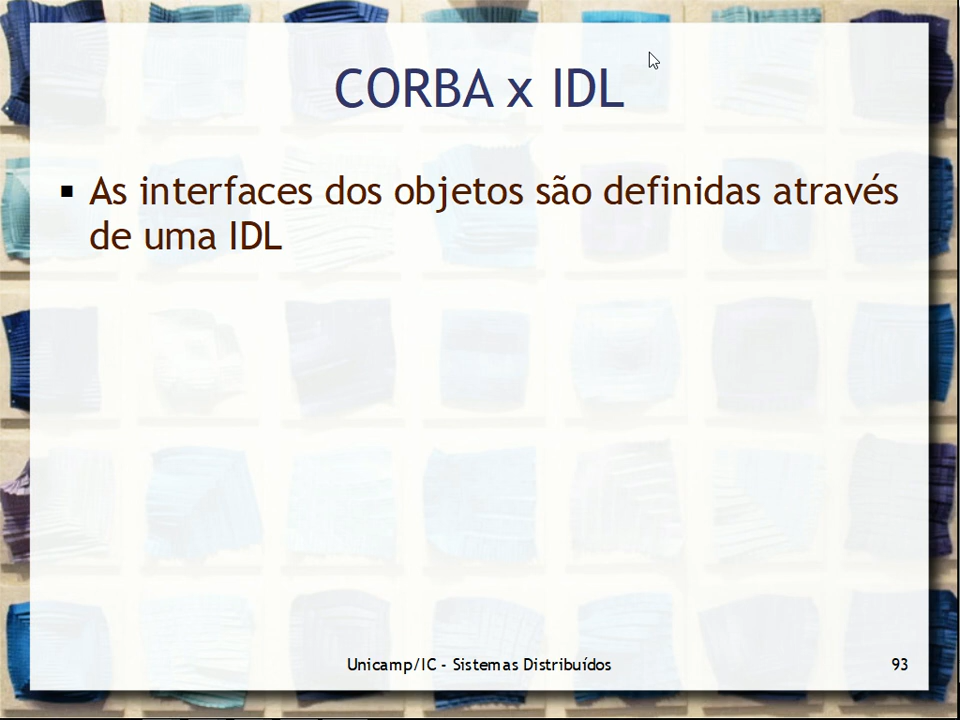 CORBA x IDL
As interfaces dos objetos são definidas através
de uma IDL
Unicamp/IC - Sistemas Distribuídos
93